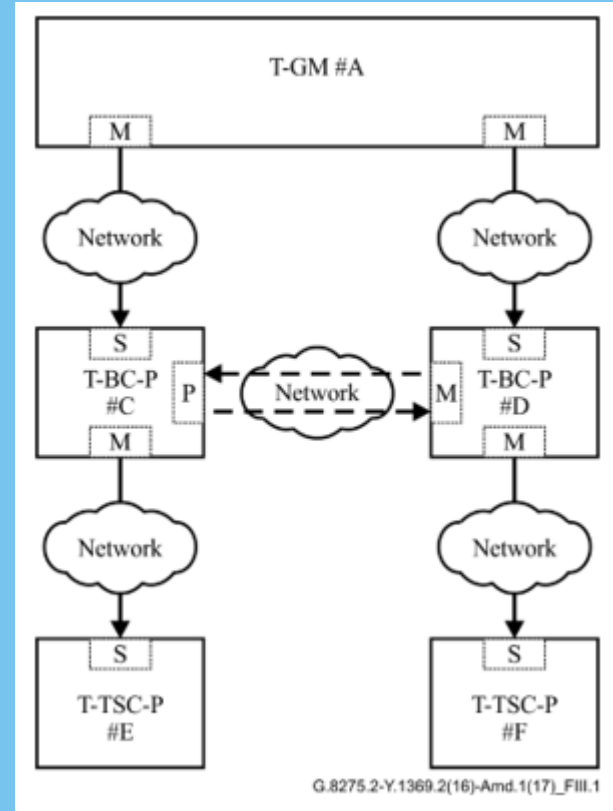 T-GM #A
M
M
Network
Network
S
S
T-BC-P
#C
P
Network
M
T-BC-P
#D
M
M
Network
Network
S
S
T-TSC-P
#E
T-TSC-P
#F
G.8275.2-Y.1369.2(16)-Amd.1(17)_FIII.1